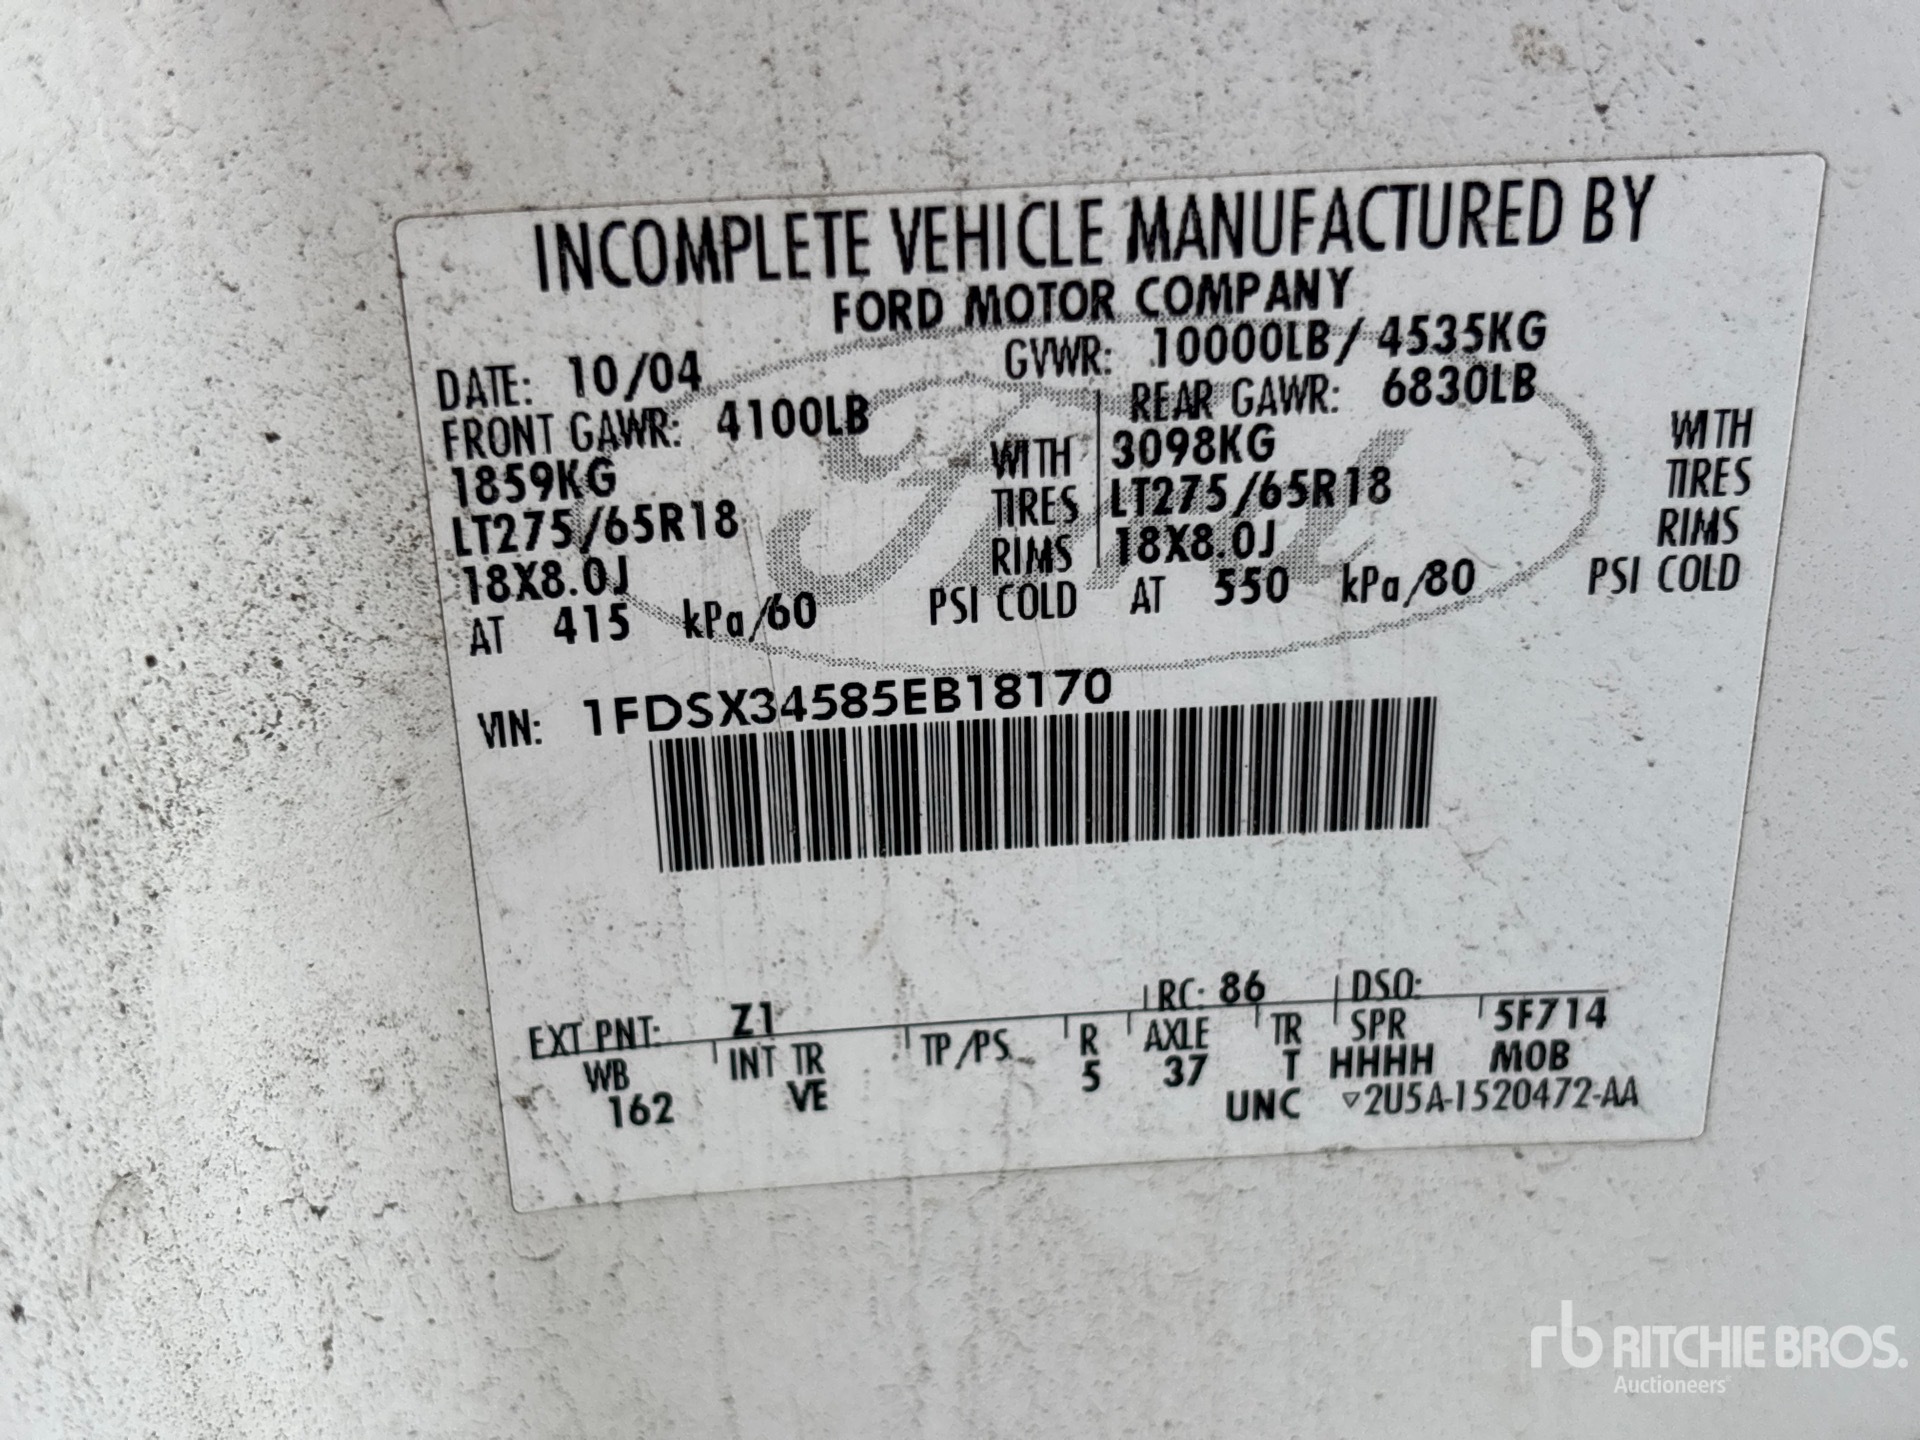 INCOMPLETE VEHICLE MANUFACTURED BY
FORD MOTOR COMPANY
DATE: 10/04 GVWR: 10000LB/ 4535KG
FRONT GAWR: 4100LB REAR GAWR: 6830LB
1859KG WITH 3098KG WITH
LT275/65R18 TIRES LT275/65R18 TIRES
18X8.0J RIMS 18X8.0J RIMS
AT 415 kPa/60 PSI COLD AT 550 kPa/80 PSI COLD
VIN: 1FDSX34585EB18170
EXT PNT: Z1 RC: 86 DSO:
WB INT TR TP/PS R AXLE TR SPR 5F714
162 VE 5 37 T HHHH MOB
UNC ▽2U5A-1520472-AA
Ford
rb RITCHIE BROS.
Auctioneers